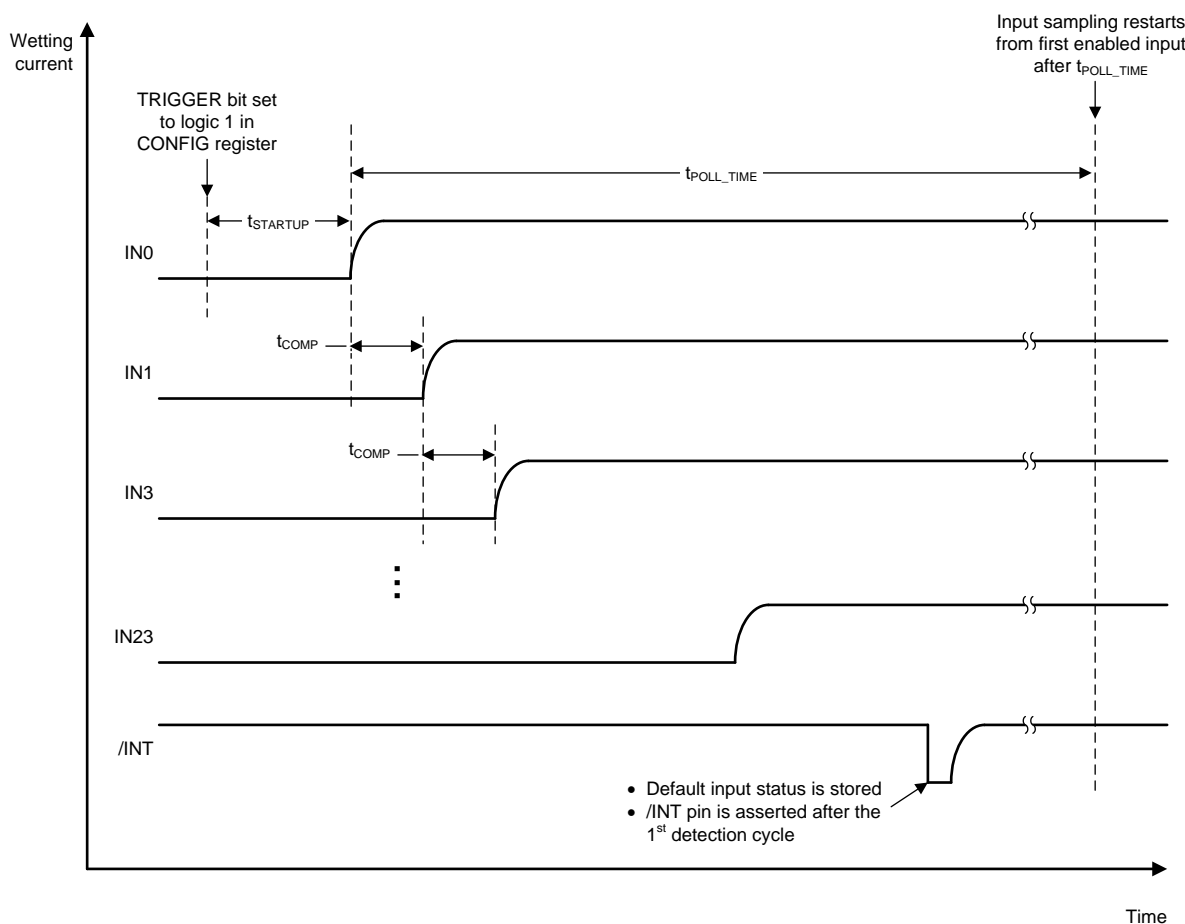 Wetting
current
Input sampling restarts
from first enabled input
after tPOLL_TIME
TRIGGER bit set
to logic 1 in
CONFIG register
tPOLL_TIME
tSTARTUP
IN0
tCOMP
IN1
tCOMP
IN3
IN23
/INT
• Default input status is stored
• /INT pin is asserted after the
1st detection cycle
Time